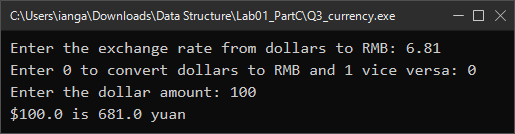 C:\Users\ianga\Downloads\Data Structure\Lab01_PartC\Q3_currency.exe
Enter the exchange rate from dollars to RMB: 6.81
Enter 0 to convert dollars to RMB and 1 vice versa: 0
Enter the dollar amount: 100
$100.0 is 681.0 yuan